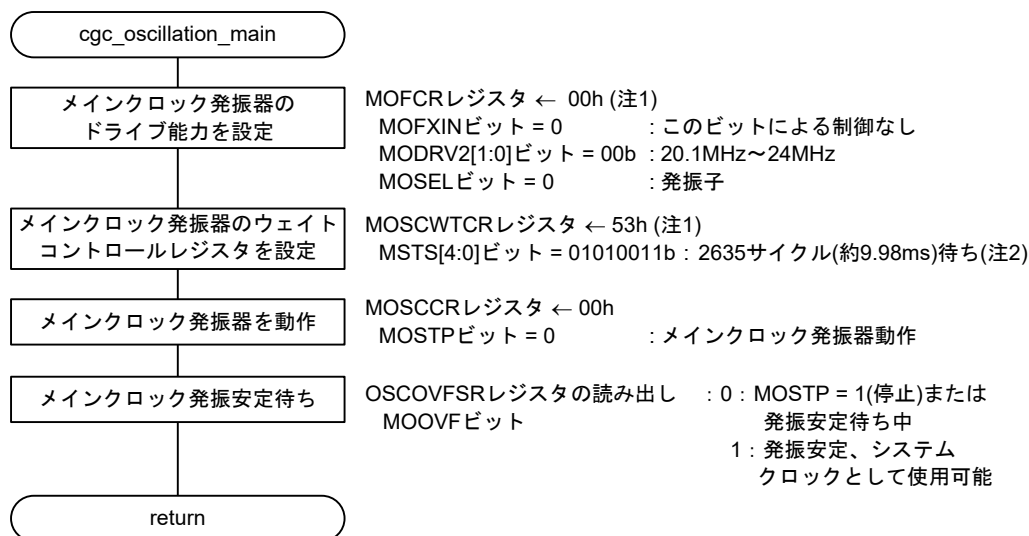 cgc_oscillation_main
メインクロック発振器の
ドライブ能力を設定
MOFCRレジスタ ← 00h (注1)
MOFXINビット = 0 : このビットによる制御なし
MODRV2[1:0]ビット = 00b : 20.1MHz~24MHz
MOSELビット = 0 : 発振子
メインクロック発振器のウェイト
コントロールレジスタを設定
MOSCWTCRレジスタ ← 53h (注1)
MSTS[4:0]ビット = 01010011b : 2635サイクル(約9.98ms)待ち(注2)
メインクロック発振器を動作
MOSCCRレジスタ ← 00h
MOSTPビット = 0 : メインクロック発振器動作
メインクロック発振安定待ち
OSCOVFSRレジスタの読み出し : 0 : MOSTP = 1(停止)または
MOOVFビット 発振安定待ち中
1 : 発振安定、システム
クロックとして使用可能
return